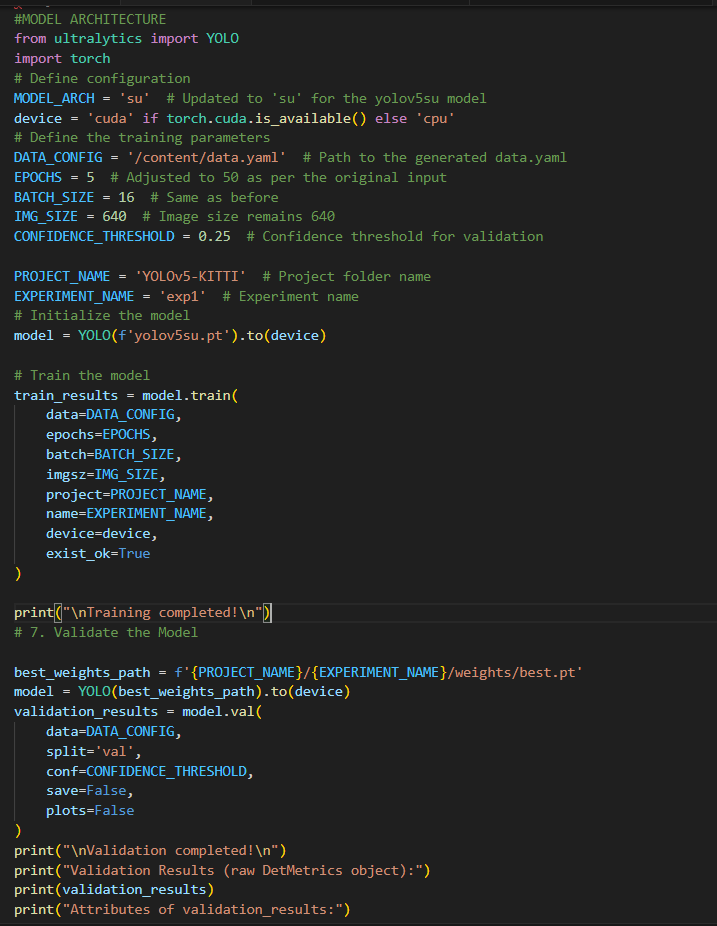 #MODEL ARCHITECTURE
from ultralytics import YOLO
import torch
# Define configuration
MODEL_ARCH = 'su'  # Updated to 'su' for the yolov5su model
device = 'cuda' if torch.cuda.is_available() else 'cpu'
# Define the training parameters
DATA_CONFIG = '/content/data.yaml'  # Path to the generated data.yaml
EPOCHS = 5  # Adjusted to 50 as per the original input
BATCH_SIZE = 16  # Same as before
IMG_SIZE = 640  # Image size remains 640
CONFIDENCE_THRESHOLD = 0.25  # Confidence threshold for validation

PROJECT_NAME = 'YOLOv5-KITTI'  # Project folder name
EXPERIMENT_NAME = 'exp1'  # Experiment name
# Initialize the model
model = YOLO(f'yolov5su.pt').to(device)

# Train the model
train_results = model.train(
    data=DATA_CONFIG,
    epochs=EPOCHS,
    batch=BATCH_SIZE,
    imgsz=IMG_SIZE,
    project=PROJECT_NAME,
    name=EXPERIMENT_NAME,
    device=device,
    exist_ok=True
)

print("\nTraining completed!\n")
# 7. Validate the Model

best_weights_path = f'{PROJECT_NAME}/{EXPERIMENT_NAME}/weights/best.pt'
model = YOLO(best_weights_path).to(device)
validation_results = model.val(
    data=DATA_CONFIG,
    split='val',
    conf=CONFIDENCE_THRESHOLD,
    save=False,
    plots=False
)
print("\nValidation completed!\n")
print("Validation Results (raw DetMetrics object):")
print(validation_results)
print("Attributes of validation_results:")